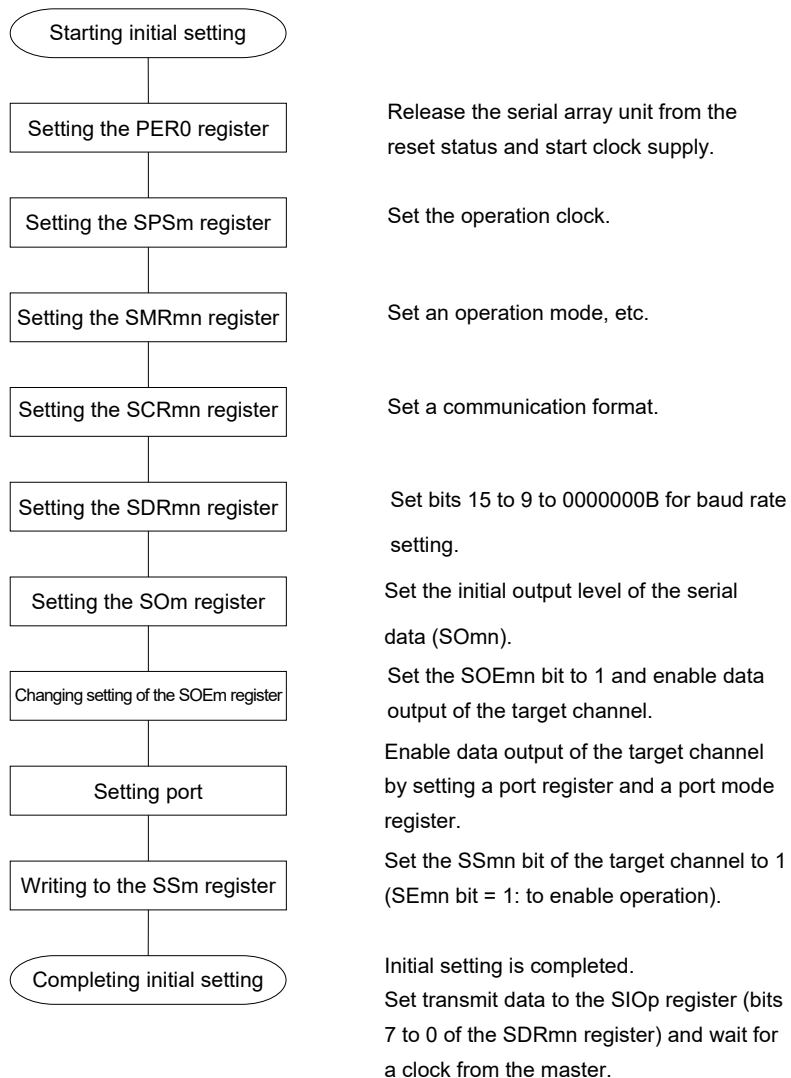 Starting initial setting
Setting the PER0 register
Release the serial array unit from the
reset status and start clock supply.
Setting the SPSm register
Set the operation clock.
Setting the SMRmn register
Set an operation mode, etc.
Setting the SCRmn register
Set a communication format.
Setting the SDRmn register
Set bits 15 to 9 to 0000000B for baud rate
setting.
Setting the SOm register
Set the initial output level of the serial
data (SOmn).
Changing setting of the SOEm register
Set the SOEmn bit to 1 and enable data
output of the target channel.
Setting port
Enable data output of the target channel
by setting a port register and a port mode
register.
Writing to the SSm register
Set the SSmn bit of the target channel to 1
(SEmn bit = 1: to enable operation).
Completing initial setting
Initial setting is completed.
Set transmit data to the SIOp register (bits
7 to 0 of the SDRmn register) and wait for
a clock from the master.